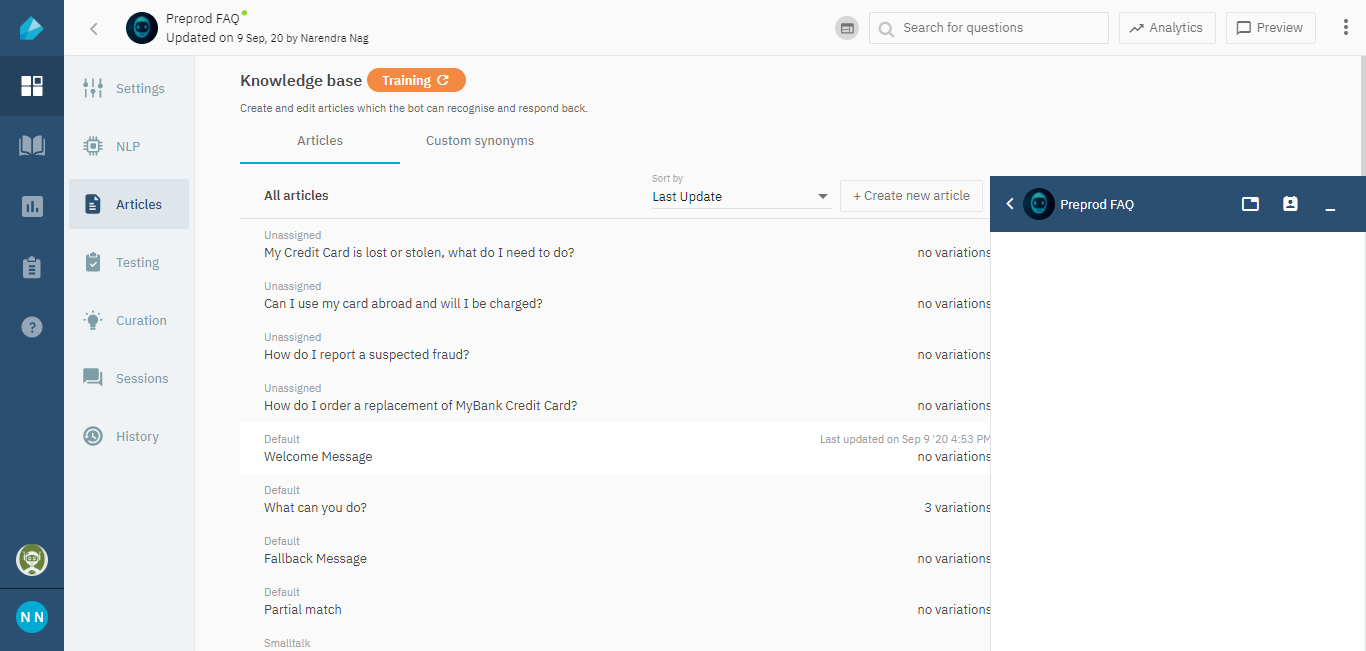 Preprod FAQ
Updated on 9 Sep, 20 by Narendra Nag
Search for questions
Analytics
Preview
Settings
NLP
Articles
Testing
Curation
Sessions
History
?
N N
Knowledge base
Training
Create and edit articles which the bot can recognise and respond back.
Articles
Custom synonyms
All articles
Sort by
Last Update
+ Create new article
Unassigned
My Credit Card is lost or stolen, what do I need to do?
no variations
Unassigned
Can I use my card abroad and will I be charged?
no variations
Unassigned
How do I report a suspected fraud?
no variations
Unassigned
How do I order a replacement of MyBank Credit Card?
no variations
Default
Last updated on Sep 9 '20 4:53 PM
Welcome Message
no variations
Default
What can you do?
3 variations
Default
Fallback Message
no variations
Default
Partial match
no variations
Smalltalk
Preprod FAQ